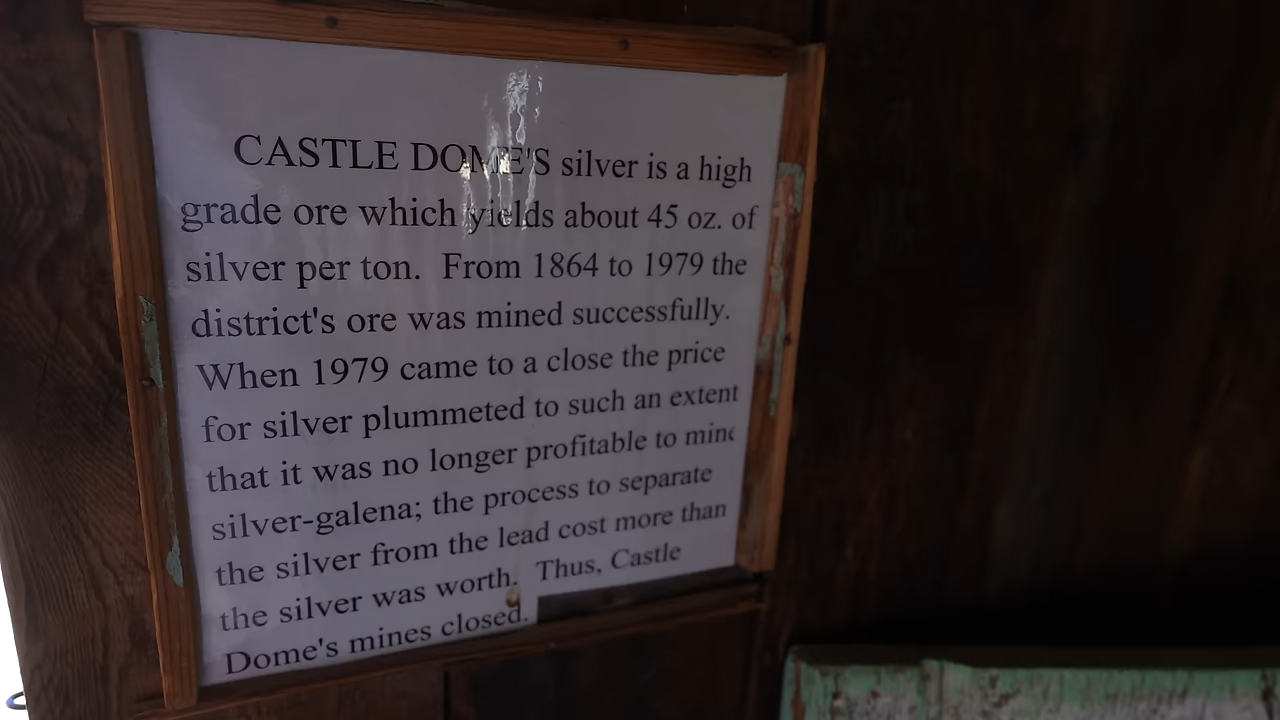 CASTLE DOME'S silver is a high
grade ore which yields about 45 oz. of
silver per ton. From 1864 to 1979 the
district's ore was mined successfully.
When 1979 came to a close the price
for silver plummeted to such an extent
that it was no longer profitable to mine
silver-galena; the process to separate
the silver from the lead cost more than
the silver was worth. Thus, Castle
Dome's mines closed.